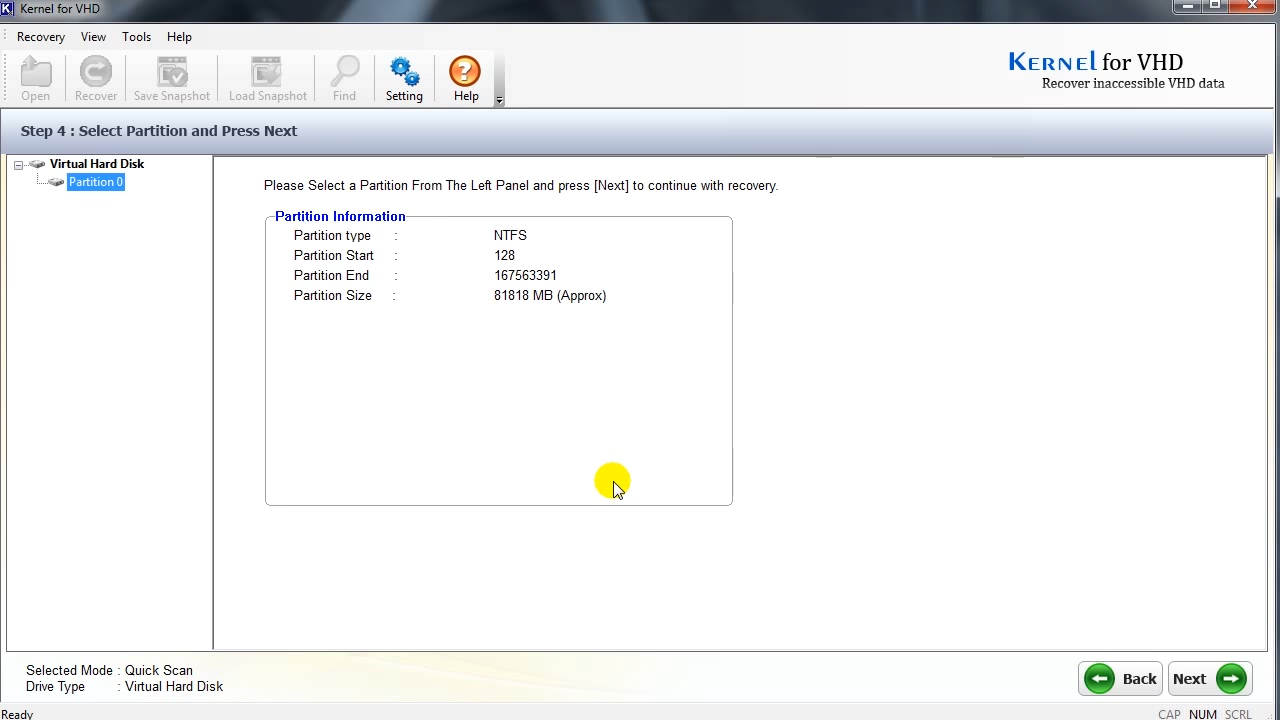 Kernel for VHD
Recovery View Tools Help
Open Recover Save Snapshot Load Snapshot Find Setting Help
KERNEL for VHD
Recover inaccessible VHD data
Step 4 : Select Partition and Press Next
Virtual Hard Disk
Partition 0
Please Select a Partition From The Left Panel and press [Next] to continue with recovery.
Partition Information
Partition type : NTFS
Partition Start : 128
Partition End : 167563391
Partition Size : 81818 MB (Approx)
Selected Mode : Quick Scan
Drive Type : Virtual Hard Disk
Back Next
Ready CAP NUM SCRL